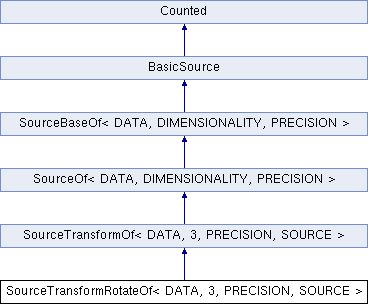 Counted
BasicSource
SourceBaseOf< DATA, DIMENSIONALITY, PRECISION >
SourceOf< DATA, DIMENSIONALITY, PRECISION >
SourceTransformOf< DATA, 3, PRECISION, SOURCE >
SourceTransformRotateOf< DATA, 3, PRECISION, SOURCE >